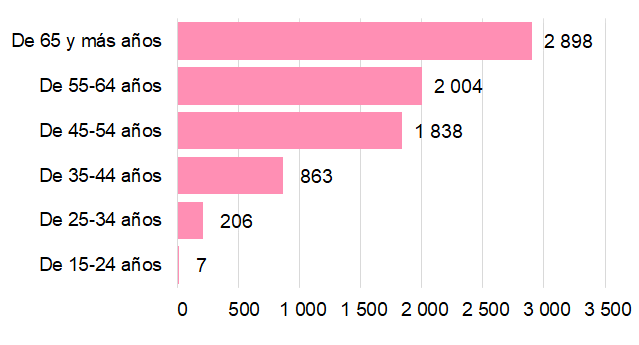 De 65 y más años 2 898
De 55-64 años 2 004
De 45-54 años 1 838
De 35-44 años 863
De 25-34 años 206
De 15-24 años 7
0 500 1 000 1 500 2 000 2 500 3 000 3 500